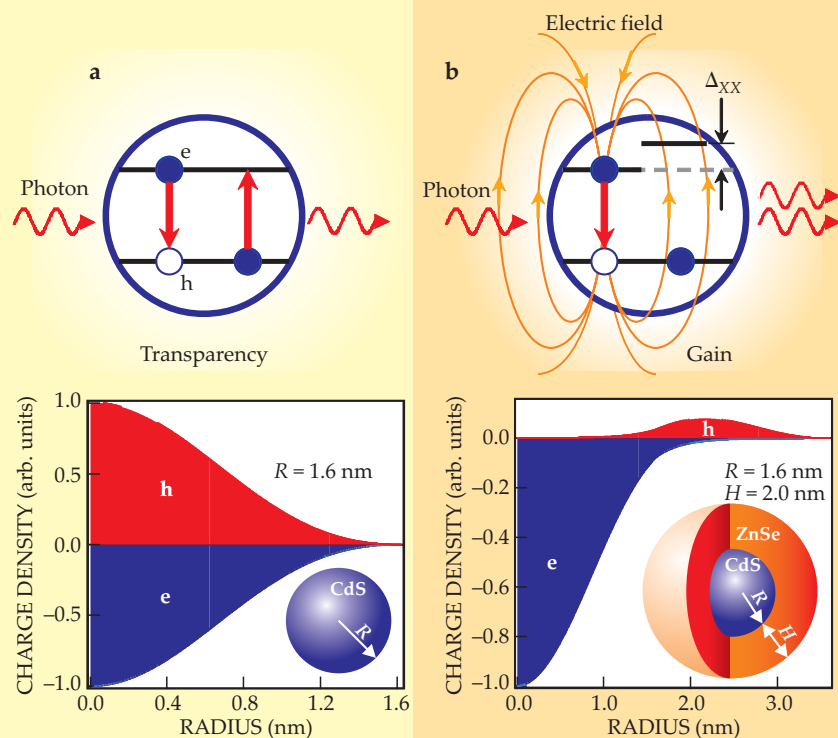 a
e
Photon
h
Transparency
1.0
0.5
0.0
−0.5
−1.0
CHARGE DENSITY (arb. units)
h
e
R = 1.6 nm
CdS
R
0.0 0.4 0.8 1.2 1.6
RADIUS (nm)
Electric field
b
ΔXX
Photon
Gain
0.0
−0.2
−0.4
−0.6
−0.8
−1.0
CHARGE DENSITY (arb. units)
h
e
R = 1.6 nm
H = 2.0 nm
ZnSe
CdS
R
H
0.0 1.0 2.0 3.0
RADIUS (nm)